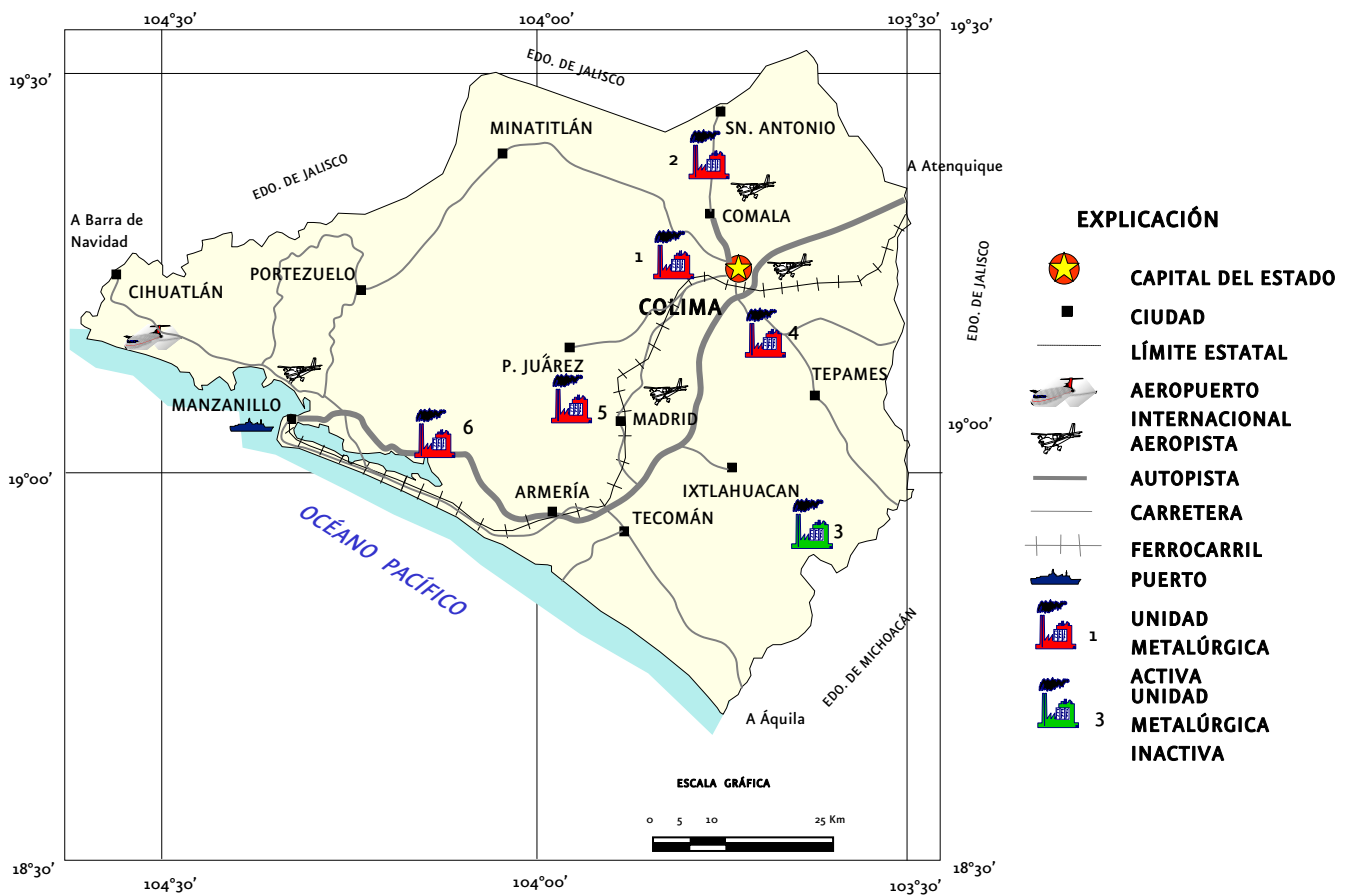 104°30'
104°00'
103°30'
19°30'
19°30'
EDO. DE JALISCO
MINATITLÁN
SN. ANTONIO
2
EDO. DE JALISCO
A Atenquique
A Barra de
Navidad
COMALA
EXPLICACIÓN
PORTEZUELO
1
EDO. DE JALISCO
CIHUATLÁN
COLIMA
4
P. JUÁREZ
TEPAMES
MANZANILLO
5
MADRID
6
19°00'
19°00'
ARMERÍA
IXTLAHUACAN
TECOMÁN
3
OCÉANO PACÍFICO
EDO. DE MICHOACÁN
A Áquila
CAPITAL DEL ESTADO
CIUDAD
LÍMITE ESTATAL
AEROPUERTO
INTERNACIONAL
AEROPISTA
AUTOPISTA
CARRETERA
FERROCARRIL
PUERTO
1
UNIDAD
METALÚRGICA
ACTIVA
3
UNIDAD
METALÚRGICA
INACTIVA
ESCALA GRÁFICA
0 5 10 25 Km
18°30'
18°30'
104°30'
104°00'
103°30'